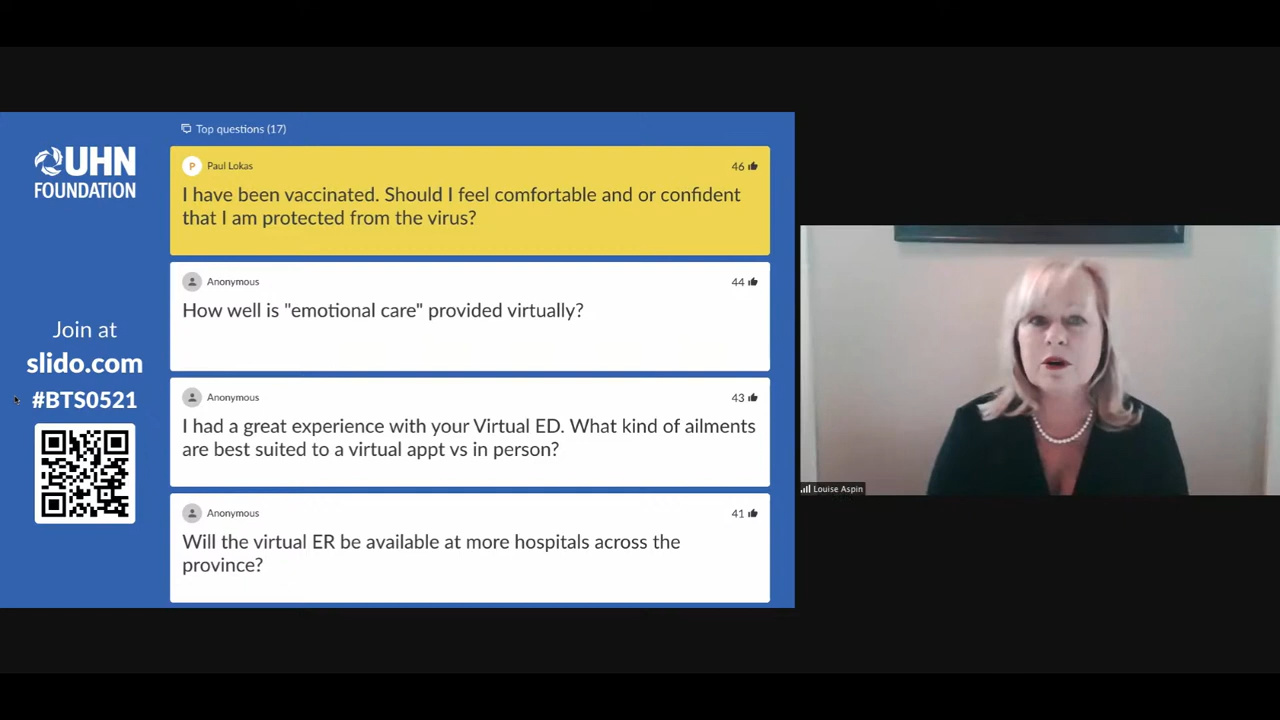 UHN
FOUNDATION
Join at
slido.com
#BTS0521
Top questions (17)
P
Paul Lokas
46
I have been vaccinated. Should I feel comfortable and or confident
that I am protected from the virus?
Anonymous
44
How well is "emotional care" provided virtually?
Anonymous
43
I had a great experience with your Virtual ED. What kind of ailments
are best suited to a virtual appt vs in person?
Anonymous
41
Will the virtual ER be available at more hospitals across the
province?
Louise Aspin